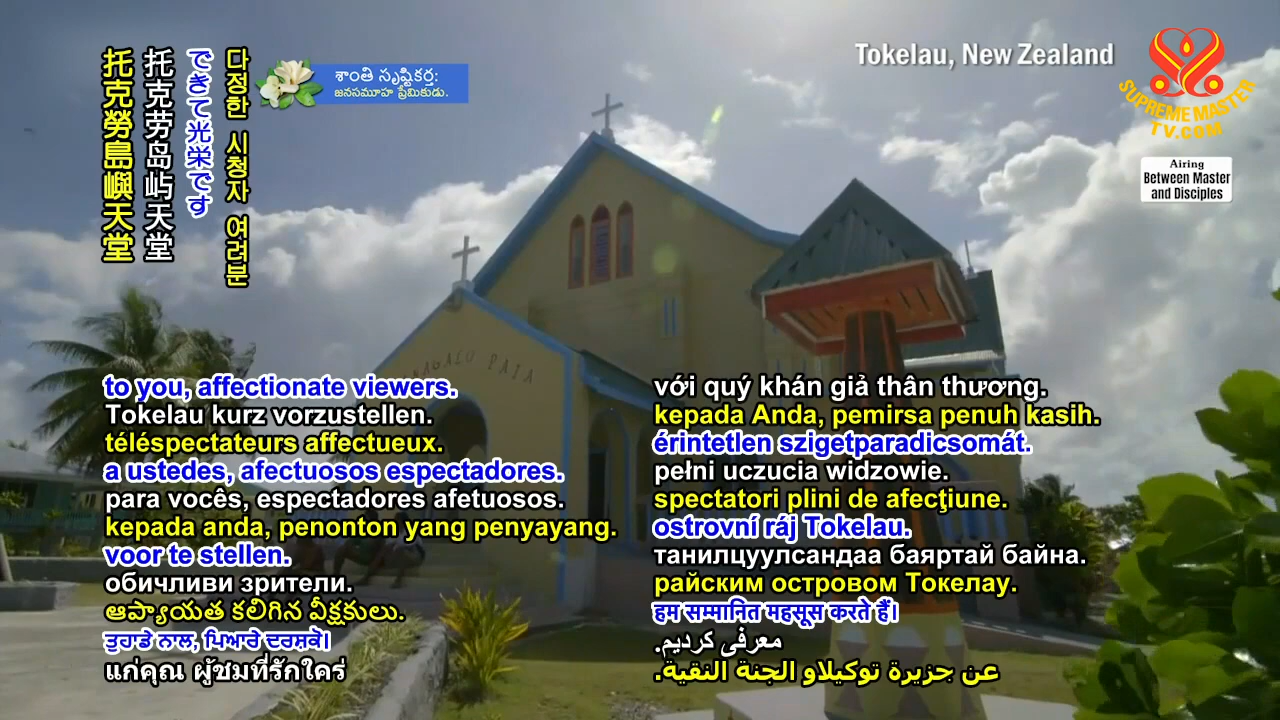 Tokelau, New Zealand
SUPREME MASTER
TV.COM
Airing
Between Master
and Disciples
శాంతి సృష్టికర్త:
జనసమూహ ప్రేమికుడు.
托克勞島嶼天堂
托克劳岛屿天堂
できて光栄です
다정한 시청자 여려분
PAIA
to you, affectionate viewers.
Tokelau kurz vorzustellen.
téléspectateurs affectueux.
a ustedes, afectuosos espectadores.
para vocês, espectadores afetuosos.
kepada anda, penonton yang penyayang.
voor te stellen.
обичливи зрители.
ఆప్యాయత కలిగిన వీక్షకులు.
ਤੁਹਾਡੇ ਨਾਲ, ਪਿਆਰੇ ਦਰਸ਼ਕੋ।
แก่คุณ ผู้ชมที่รักใคร่
với quý khán giả thân thương.
kepada Anda, pemirsa penuh kasih.
érintetlen szigetparadicsomát.
pełni uczucia widzowie.
spectatori plini de afecţiune.
ostrovní ráj Tokelau.
танилцуулсандаа баяртай байна.
райским островом Токелау.
हम सम्मानित महसूस करते हैं।
معرفی کردیم.
عن جزيرة توكيلاو الجنة النقية.